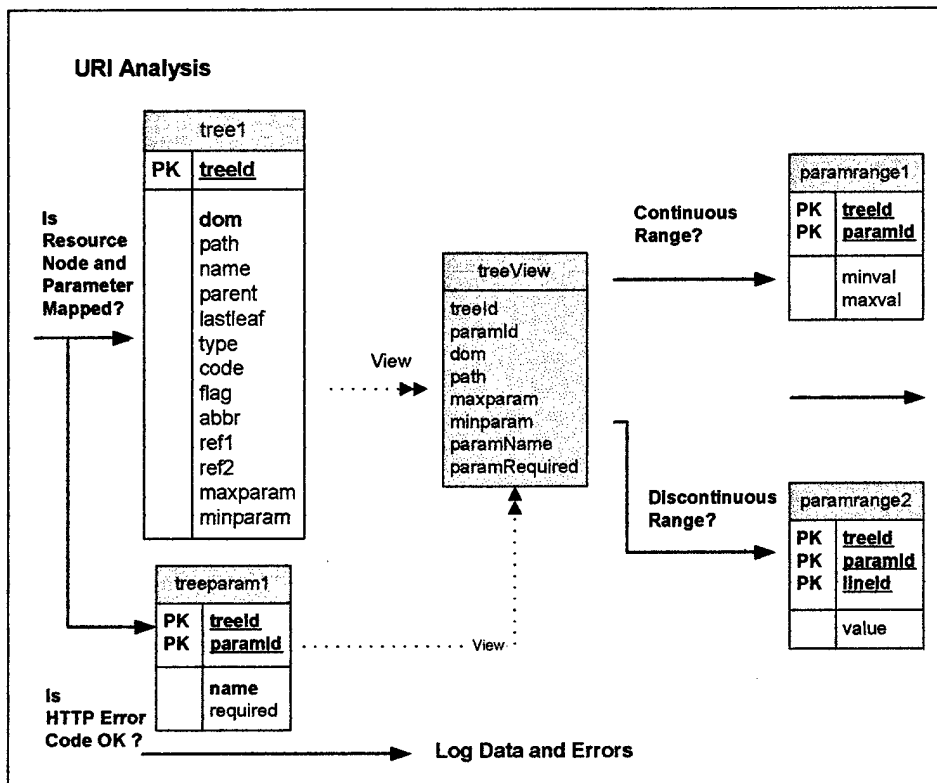 URI Analysis
tree1
PK treeId
dom
path
name
parent
lastleaf
type
code
flag
abbr
ref1
ref2
maxparam
minparam
Is
Resource
Node and
Parameter
Mapped?
View
treeView
treeId
paramId
dom
path
maxparam
minparam
paramName
paramRequired
Continuous
Range?
paramrange1
PK treeId
PK paramId
minval
maxval
Discontinuous
Range?
paramrange2
PK treeId
PK paramId
PK lineId
value
treeparam1
PK treeId
PK paramId
name
required
View
Is
HTTP Error
Code OK ?
Log Data and Errors